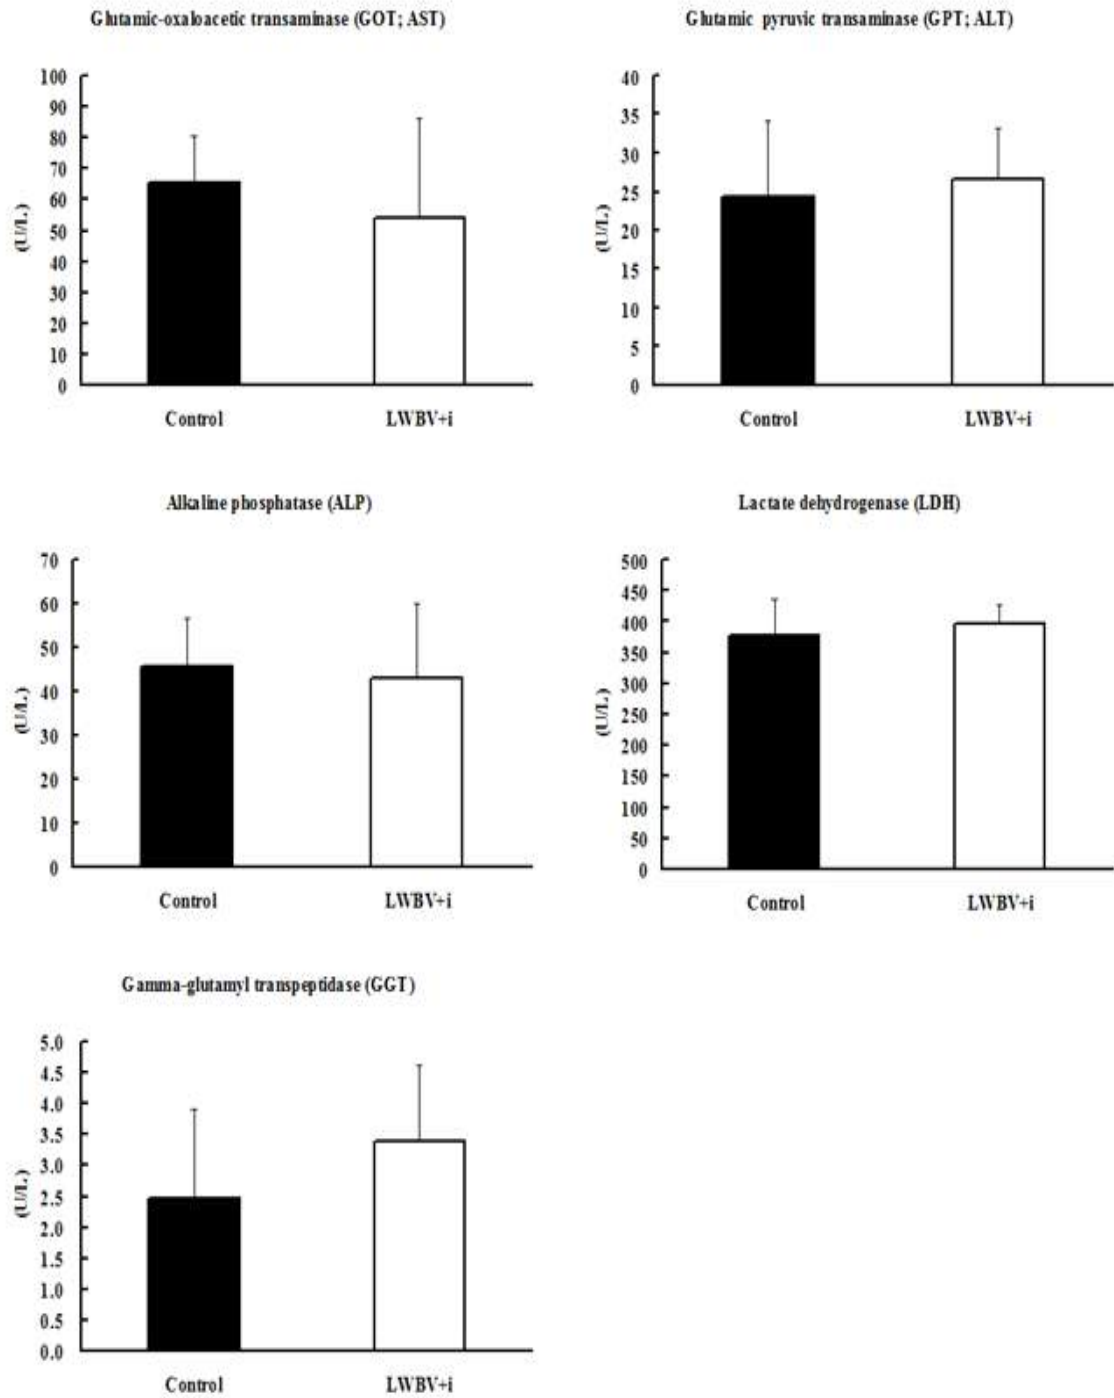 Glutamic-oxaloacetic transaminase (GOT; AST)
100
90
80
70
60
50
40
30
20
10
0
(U/L)
Control
LWBV+i
Glutamic pyruvic transaminase (GPT; ALT)
40
35
30
25
20
15
10
5
0
(U/L)
Control
LWBV+i
Alkaline phosphatase (ALP)
70
60
50
40
30
20
10
0
(U/L)
Control
LWBV+i
Lactate dehydrogenase (LDH)
500
450
400
350
300
250
200
150
100
50
0
(U/L)
Control
LWBV+i
Gamma-glutamyl transpeptidase (GGT)
5.0
4.5
4.0
3.5
3.0
2.5
2.0
1.5
1.0
0.5
0.0
(U/L)
Control
LWBV+i